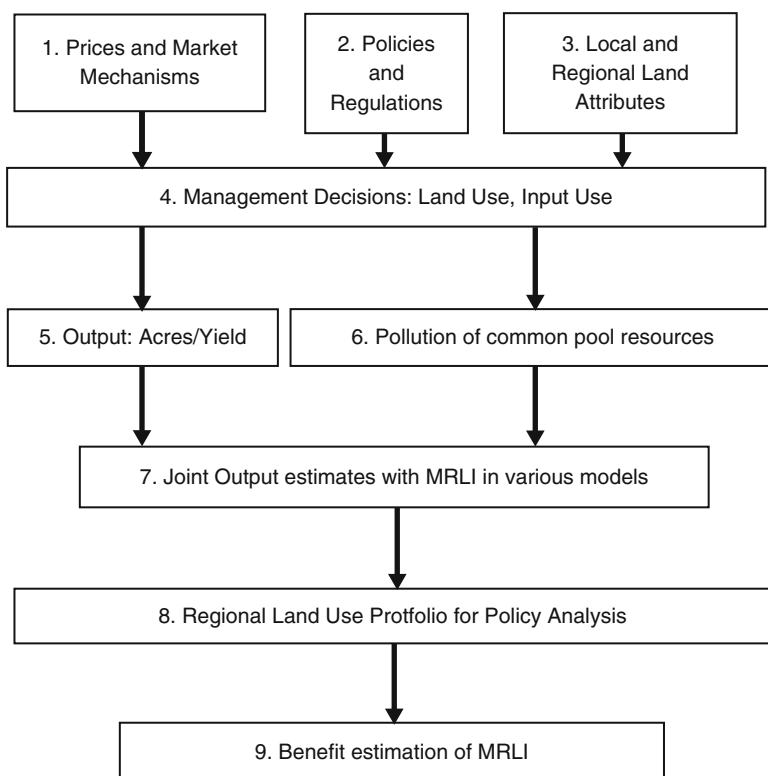 1. Prices and Market
Mechanisms
2. Policies
and
Regulations
3. Local and
Regional Land
Attributes
4. Management Decisions: Land Use, Input Use
5. Output: Acres/Yield
6. Pollution of common pool resources
7. Joint Output estimates with MRLI in various models
8. Regional Land Use Protfolio for Policy Analysis
9. Benefit estimation of MRLI